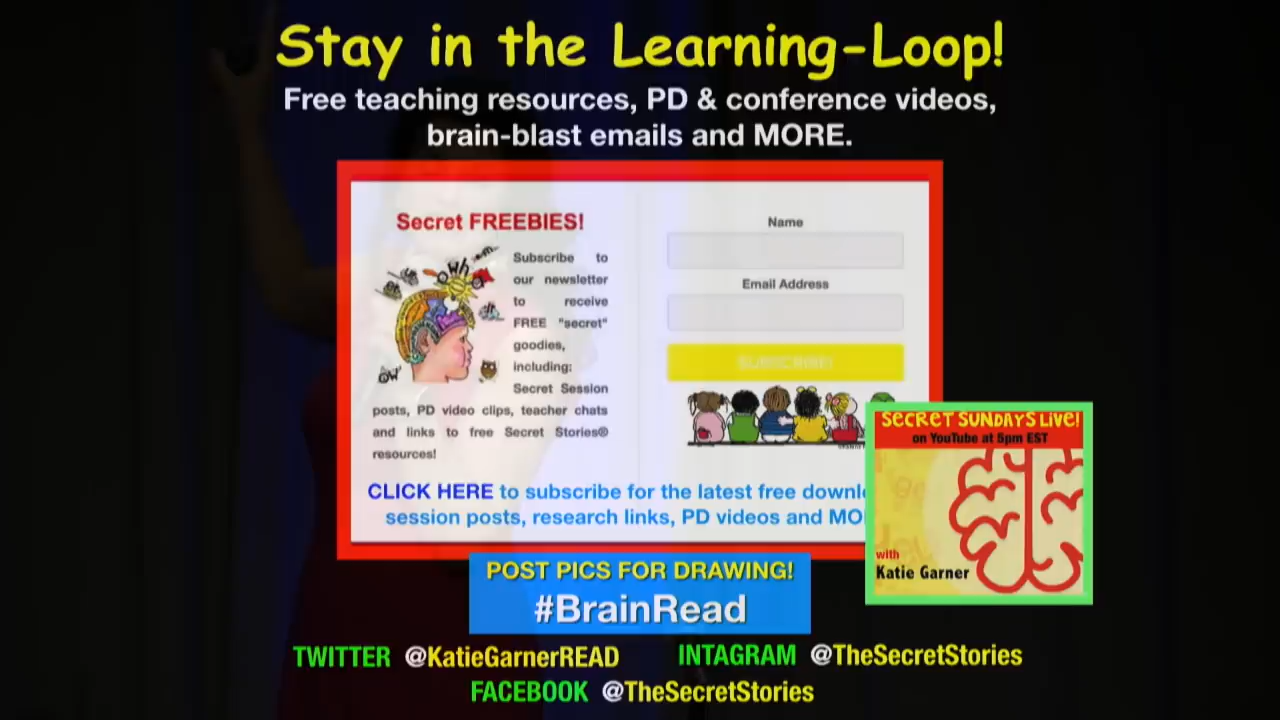 Stay in the Learning-Loop!
Free teaching resources, PD & conference videos,
brain-blast emails and MORE.
Secret FREEBIES!
Subscribe to
our newsletter
to receive
FREE "secret"
goodies,
including:
Secret Session
posts, PD video clips, teacher chats
and links to free Secret Stories®
resources!
ow
ow
Name
Email Address
SUBSCRIBE!
CLICK HERE to subscribe for the latest free downl
session posts, research links, PD videos and MO
SECRET SUNDAYS LIVE!
on YouTube at 5pm EST
with
Katie Garner
POST PICS FOR DRAWING!
#BrainRead
TWITTER @KatieGarnerREAD
INTAGRAM @TheSecretStories
FACEBOOK @TheSecretStories